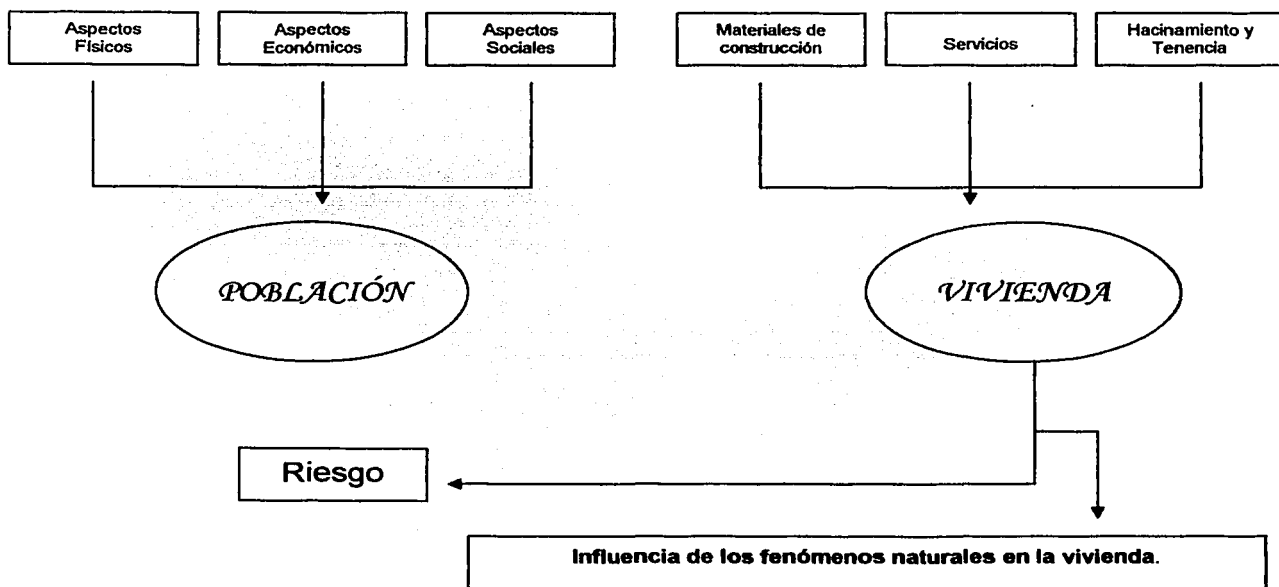 Aspectos
Físicos
Aspectos
Económicos
Aspectos
Sociales
Materiales de
construcción
Servicios
Hacinamiento y
Tenencia
POBLACIÓN
VIVIENDA
Riesgo
Influencia de los fenómenos naturales en la vivienda.